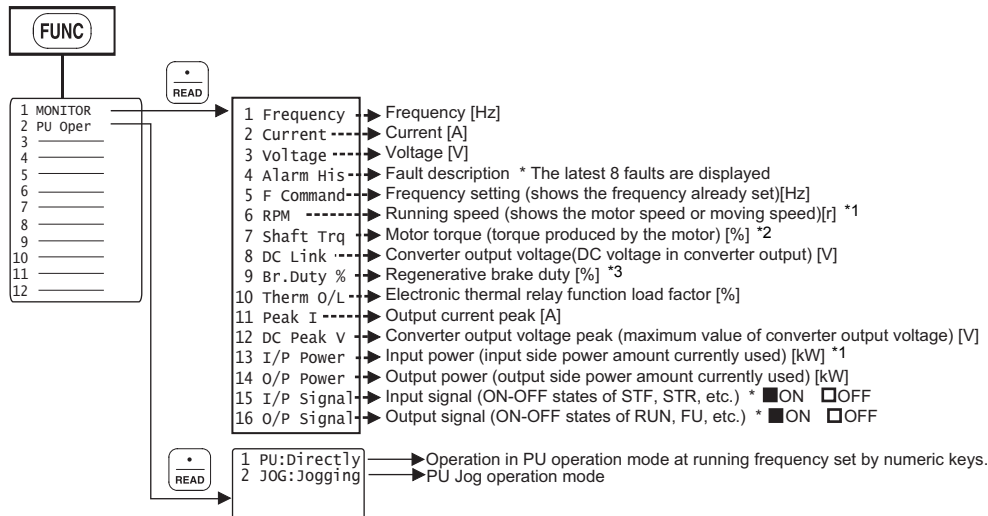 FUNC
• READ
1 MONITOR
2 PU Oper
3
4
5
6
7
8
9
10
11
12
1 Frequency Frequency [Hz]
2 Current Current [A]
3 Voltage Voltage [V]
4 Alarm His Fault description * The latest 8 faults are displayed
5 F Command Frequency setting (shows the frequency already set)[Hz]
6 RPM Running speed (shows the motor speed or moving speed)[r] *1
7 Shaft Trq Motor torque (torque produced by the motor) [%] *2
8 DC Link Converter output voltage(DC voltage in converter output) [V]
9 Br.Duty % Regenerative brake duty [%] *3
10 Therm O/L Electronic thermal relay function load factor [%]
11 Peak I Output current peak [A]
12 DC Peak V Converter output voltage peak (maximum value of converter output voltage) [V]
13 I/P Power Input power (input side power amount currently used) [kW] *1
14 O/P Power Output power (output side power amount currently used) [kW]
15 I/P Signal Input signal (ON-OFF states of STF, STR, etc.) * ■ON □OFF
16 O/P Signal Output signal (ON-OFF states of RUN, FU, etc.) * ■ON □OFF
• READ
1 PU:Directly Operation in PU operation mode at running frequency set by numeric keys.
2 JOG:Jogging PU Jog operation mode